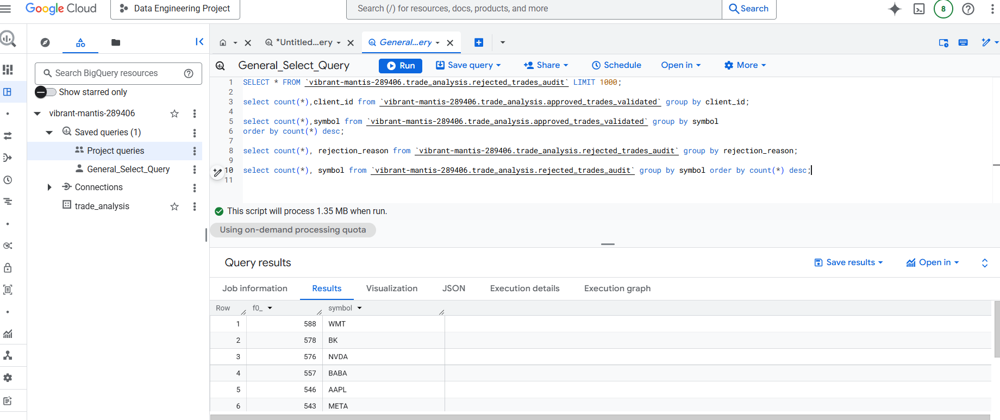 Google Cloud
Data Engineering Project
Search (/) for resources, docs, products, and more
Search
8
*Untitled...ery
General...ery
Search BigQuery resources
Show starred only
vibrant-mantis-289406
Saved queries (1)
Project queries
General_Select_Query
Connections
trade_analysis
General_Select_Query
Run
Save query
Share
Schedule
Open in
More
1 SELECT * FROM `vibrant-mantis-289406.trade_analysis.rejected_trades_audit` LIMIT 1000;
2
3 select count(*),client_id from `vibrant-mantis-289406.trade_analysis.approved_trades_validated` group by client_id;
4
5 select count(*),symbol from `vibrant-mantis-289406.trade_analysis.approved_trades_validated` group by symbol
6 order by count(*) desc;
7
8 select count(*), rejection_reason from `vibrant-mantis-289406.trade_analysis.rejected_trades_audit` group by rejection_reason;
9
10 select count(*), symbol from `vibrant-mantis-289406.trade_analysis.rejected_trades_audit` group by symbol order by count(*) desc;
11
This script will process 1.35 MB when run.
Using on-demand processing quota
Query results
Save results
Open in
Job information
Results
Visualization
JSON
Execution details
Execution graph
Row f0_ symbol
1 588 WMT
2 578 BK
3 576 NVDA
4 557 BABA
5 546 AAPL
6 543 META